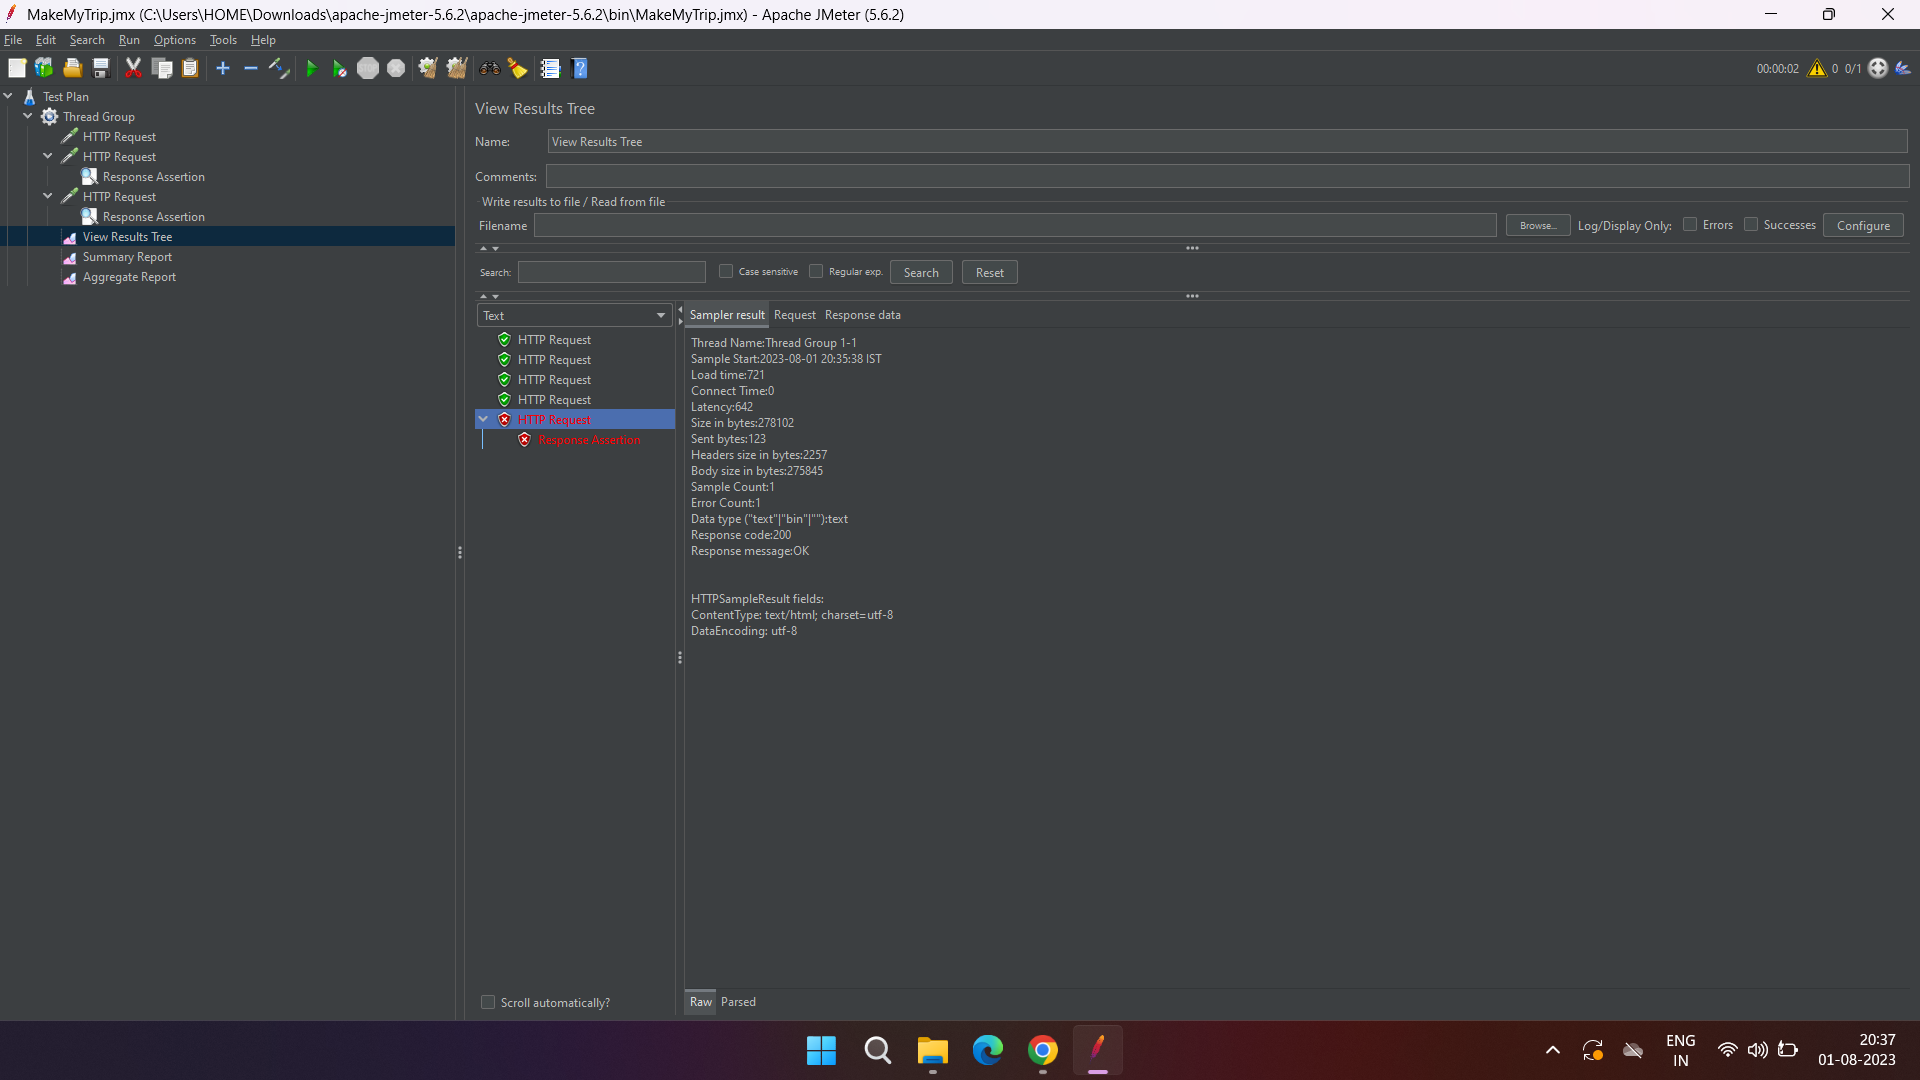 MakeMyTrip.jmx (C:\Users\HOME\Downloads\apache-jmeter-5.6.2\apache-jmeter-5.6.2\bin\MakeMyTrip.jmx) - Apache JMeter (5.6.2)
File Edit Search Run Options Tools Help
00:00:02 0 0/1
Test Plan
Thread Group
HTTP Request
HTTP Request
Response Assertion
HTTP Request
Response Assertion
View Results Tree
Summary Report
Aggregate Report
View Results Tree
Name: View Results Tree
Comments:
Write results to file / Read from file
Filename Browse... Log/Display Only: Errors Successes Configure
Search: Case sensitive Regular exp. Search Reset
Text
HTTP Request
HTTP Request
HTTP Request
HTTP Request
HTTP Request
Response Assertion
Scroll automatically?
Sampler result Request Response data
Thread Name:Thread Group 1-1
Sample Start:2023-08-01 20:35:38 IST
Load time:721
Connect Time:0
Latency:642
Size in bytes:278102
Sent bytes:123
Headers size in bytes:2257
Body size in bytes:275845
Sample Count:1
Error Count:1
Data type ("text"|"bin"|""):text
Response code:200
Response message:OK
HTTPSampleResult fields:
ContentType: text/html; charset=utf-8
DataEncoding: utf-8
Raw Parsed
ENG
IN
20:37
01-08-2023